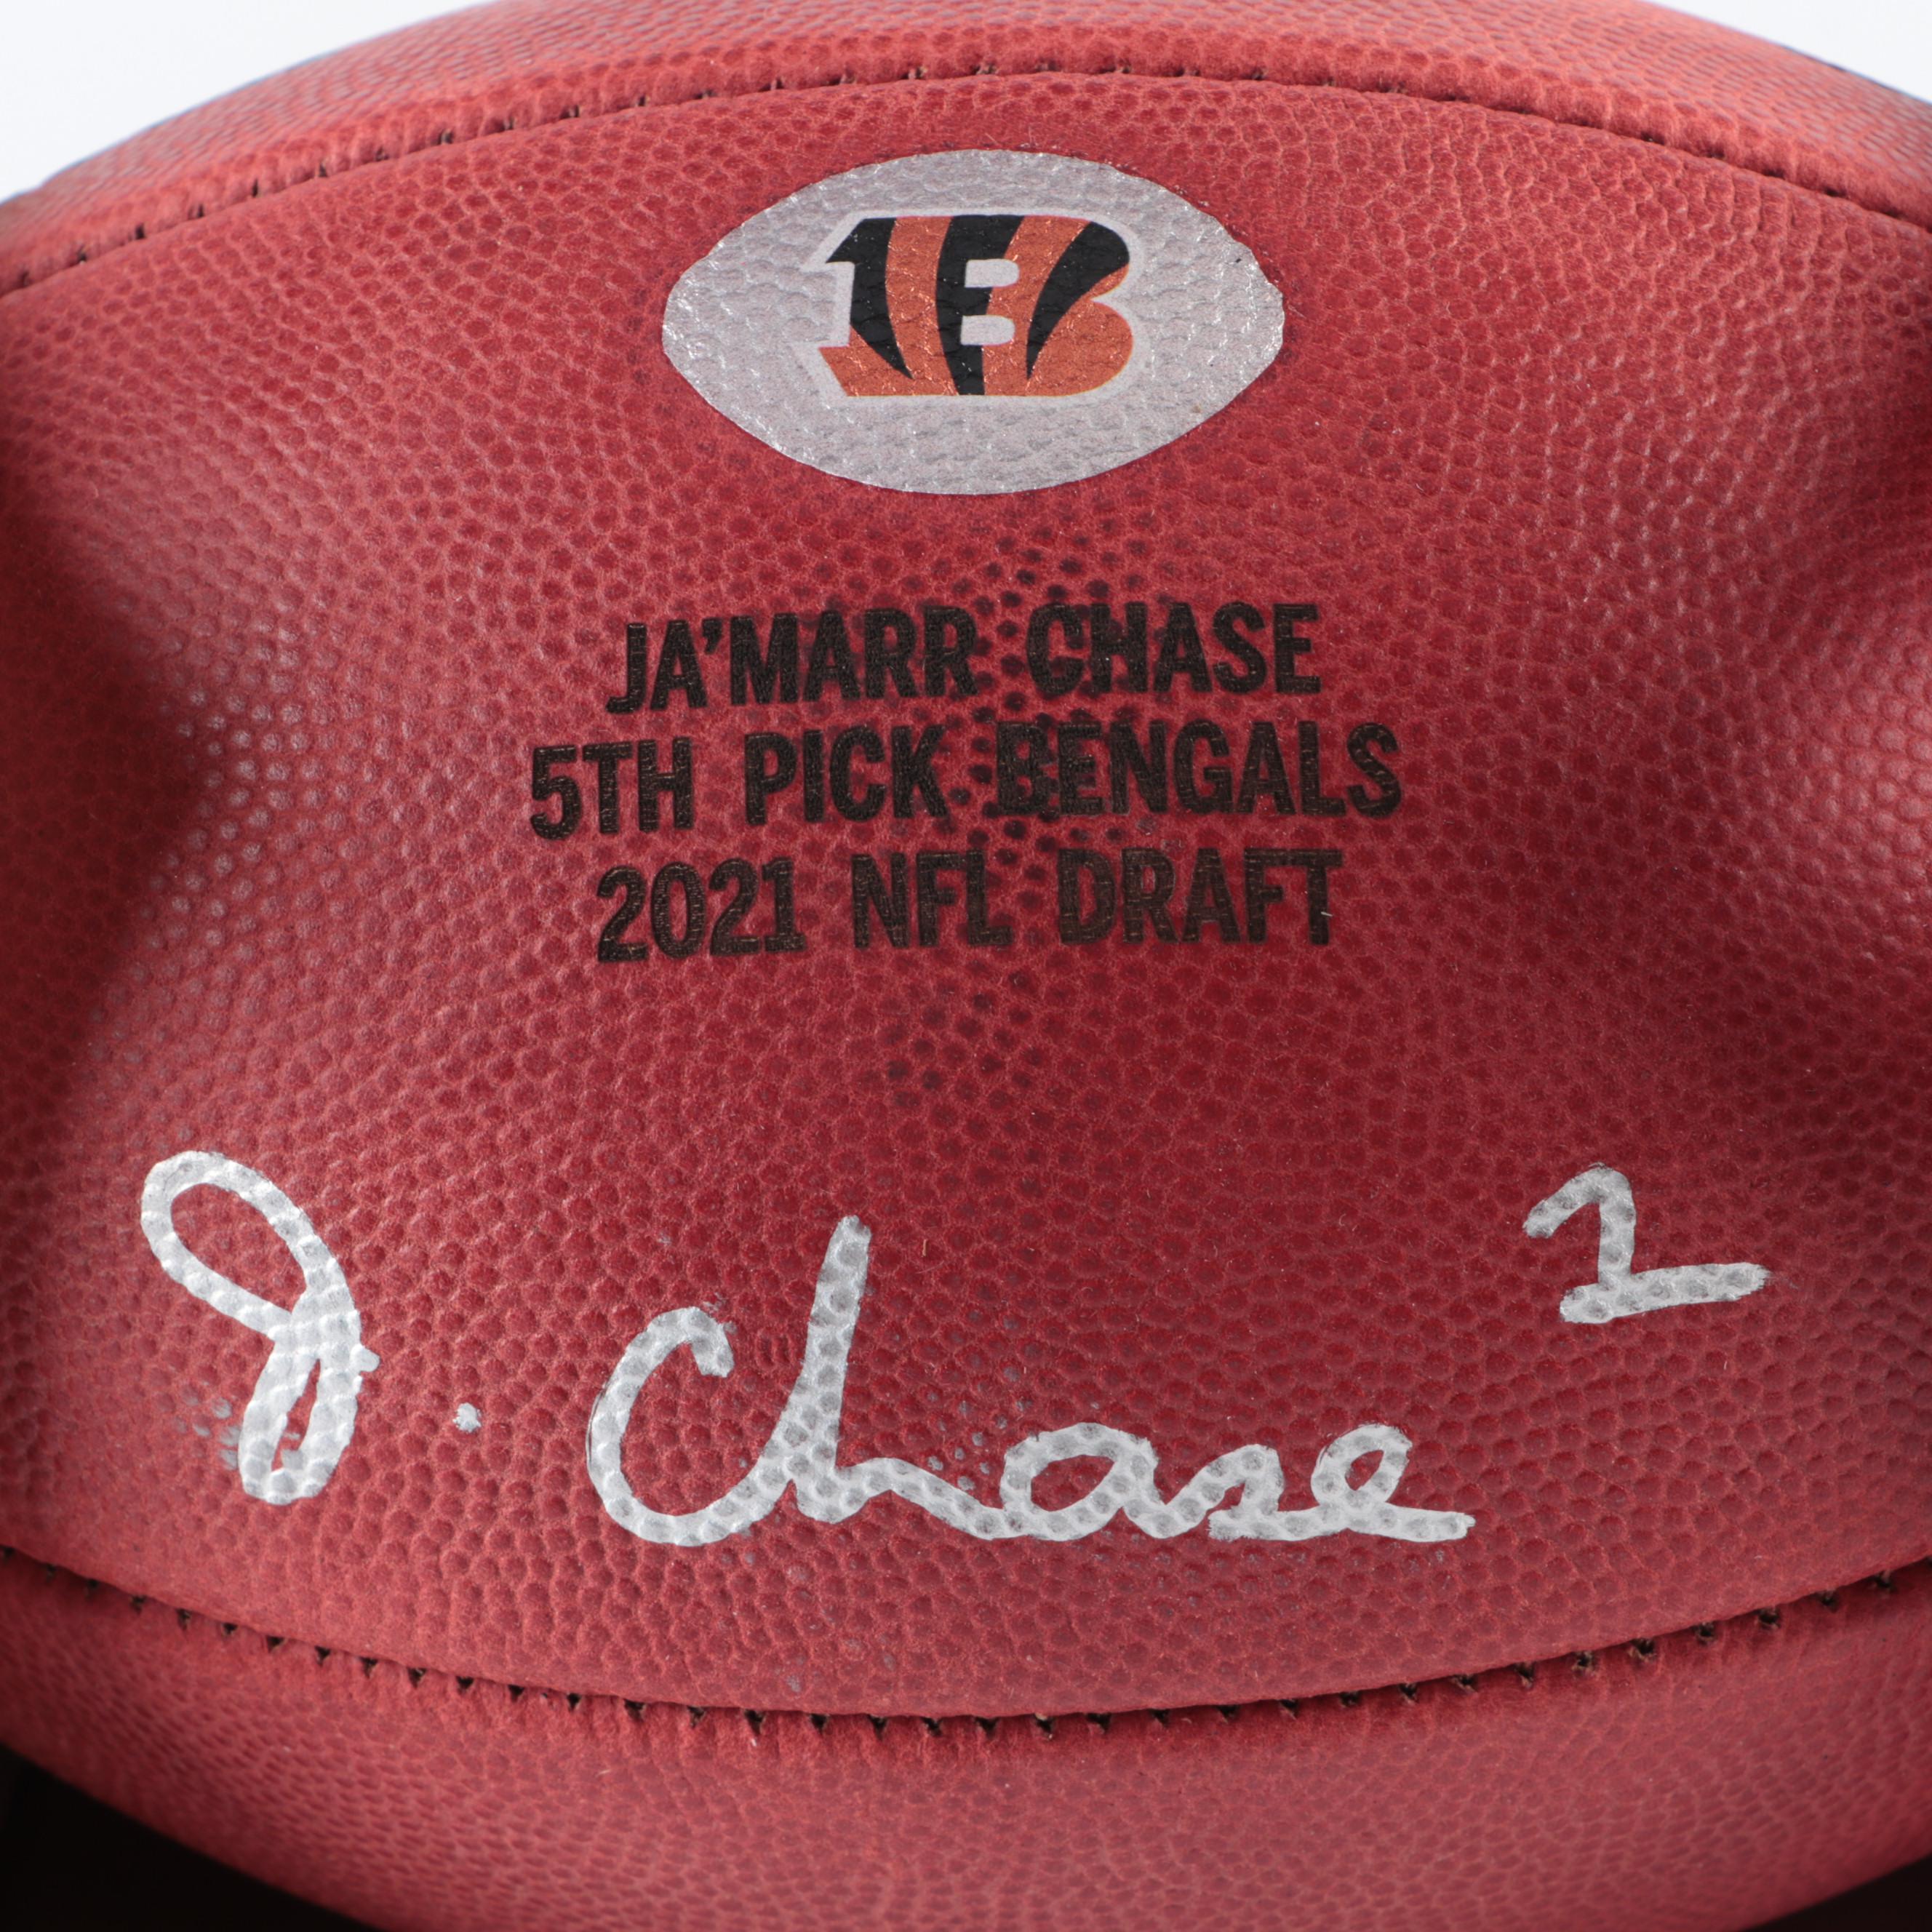 B
JA'MARR CHASE
5TH PICK BENGALS
2021 NFL DRAFT
J. Chase 1